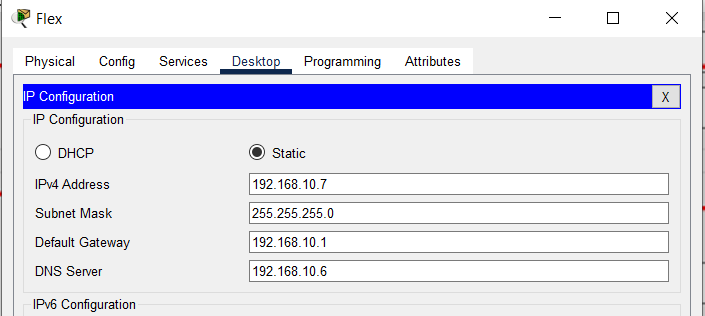 Flex
Physical Config Services Desktop Programming Attributes
IP Configuration X
IP Configuration
DHCP Static
IPv4 Address 192.168.10.7
Subnet Mask 255.255.255.0
Default Gateway 192.168.10.1
DNS Server 192.168.10.6
IPv6 Configuration